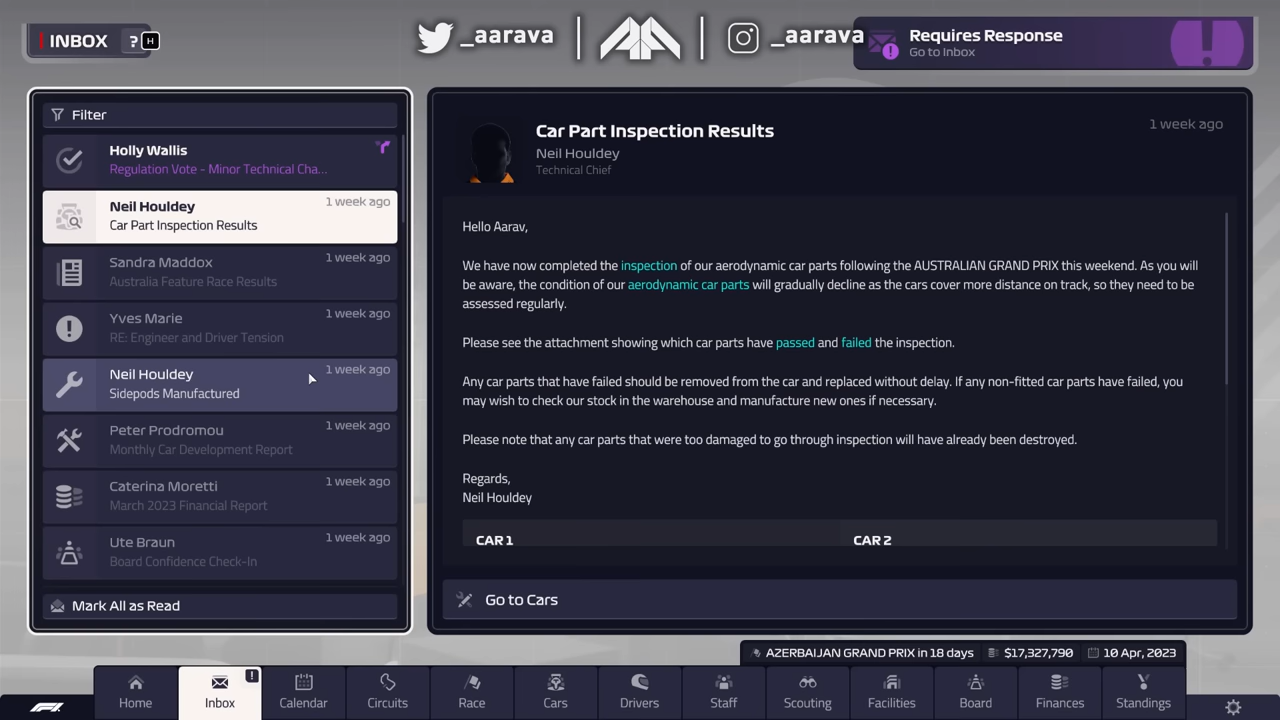 INBOX
? H
_aarava
_aarava
Requires Response
Go to Inbox
Filter
Holly Wallis
Regulation Vote - Minor Technical Cha...
Neil Houldey
1 week ago
Car Part Inspection Results
Sandra Maddox
1 week ago
Australia Feature Race Results
Yves Marie
1 week ago
RE: Engineer and Driver Tension
Neil Houldey
1 week ago
Sidepods Manufactured
Peter Prodromou
1 week ago
Monthly Car Development Report
Caterina Moretti
1 week ago
March 2023 Financial Report
Ute Braun
1 week ago
Board Confidence Check-In
Mark All as Read
Car Part Inspection Results
1 week ago
Neil Houldey
Technical Chief
Hello Aarav,
We have now completed the inspection of our aerodynamic car parts following the AUSTRALIAN GRAND PRIX this weekend. As you will
be aware, the condition of our aerodynamic car parts will gradually decline as the cars cover more distance on track, so they need to be
assessed regularly.
Please see the attachment showing which car parts have passed and failed the inspection.
Any car parts that have failed should be removed from the car and replaced without delay. If any non-fitted car parts have failed, you
may wish to check our stock in the warehouse and manufacture new ones if necessary.
Please note that any car parts that were too damaged to go through inspection will have already been destroyed.
Regards,
Neil Houldey
CAR 1
CAR 2
Go to Cars
AZERBAIJAN GRAND PRIX in 18 days
$17,327,790
10 Apr, 2023
Home
Inbox
Calendar
Circuits
Race
Cars
Drivers
Staff
Scouting
Facilities
Board
Finances
Standings